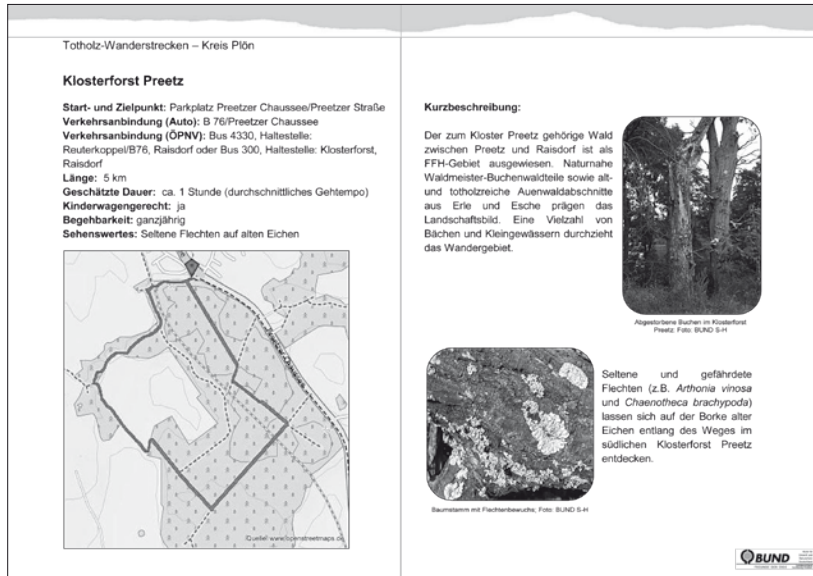 Totholz-Wanderstrecken – Kreis Plön
Klosterforst Preetz
Start- und Zielpunkt: Parkplatz Preetzer Chaussee/Preetzer Straße
Verkehrsanbindung (Auto): B 76/Preetzer Chaussee
Verkehrsanbindung (ÖPNV): Bus 4330, Haltestelle:
Reuterkoppel/B76, Raisdorf oder Bus 300, Haltestelle: Klosterforst,
Raisdorf
Länge: 5 km
Geschätzte Dauer: ca. 1 Stunde (durchschnittliches Gehtempo)
Kinderwagengerecht: ja
Begehbarkeit: ganzjährig
Sehenswertes: Seltene Flechten auf alten Eichen
Quelle: www.openstreetmaps.de
Kurzbeschreibung:
Der zum Kloster Preetz gehörige Wald
zwischen Preetz und Raisdorf ist als
FFH-Gebiet ausgewiesen. Naturnahe
Waldmeister-Buchenwaldteile sowie alt-
und totholzreiche Auenwaldabschnitte
aus Erle und Esche prägen das
Landschaftsbild. Eine Vielzahl von
Bächen und Kleingewässern durchzieht
das Wandergebiet.
Abgestorbene Buchen im Klosterforst
Preetz; Foto: BUND S-H
Seltene und gefährdete
Flechten (z.B. Arthonia vinosa
und Chaenotheca brachypoda)
lassen sich auf der Borke alter
Eichen entlang des Weges im
südlichen Klosterforst Preetz
entdecken.
Baumstamm mit Flechtenbewuchs; Foto: BUND S-H
BUND